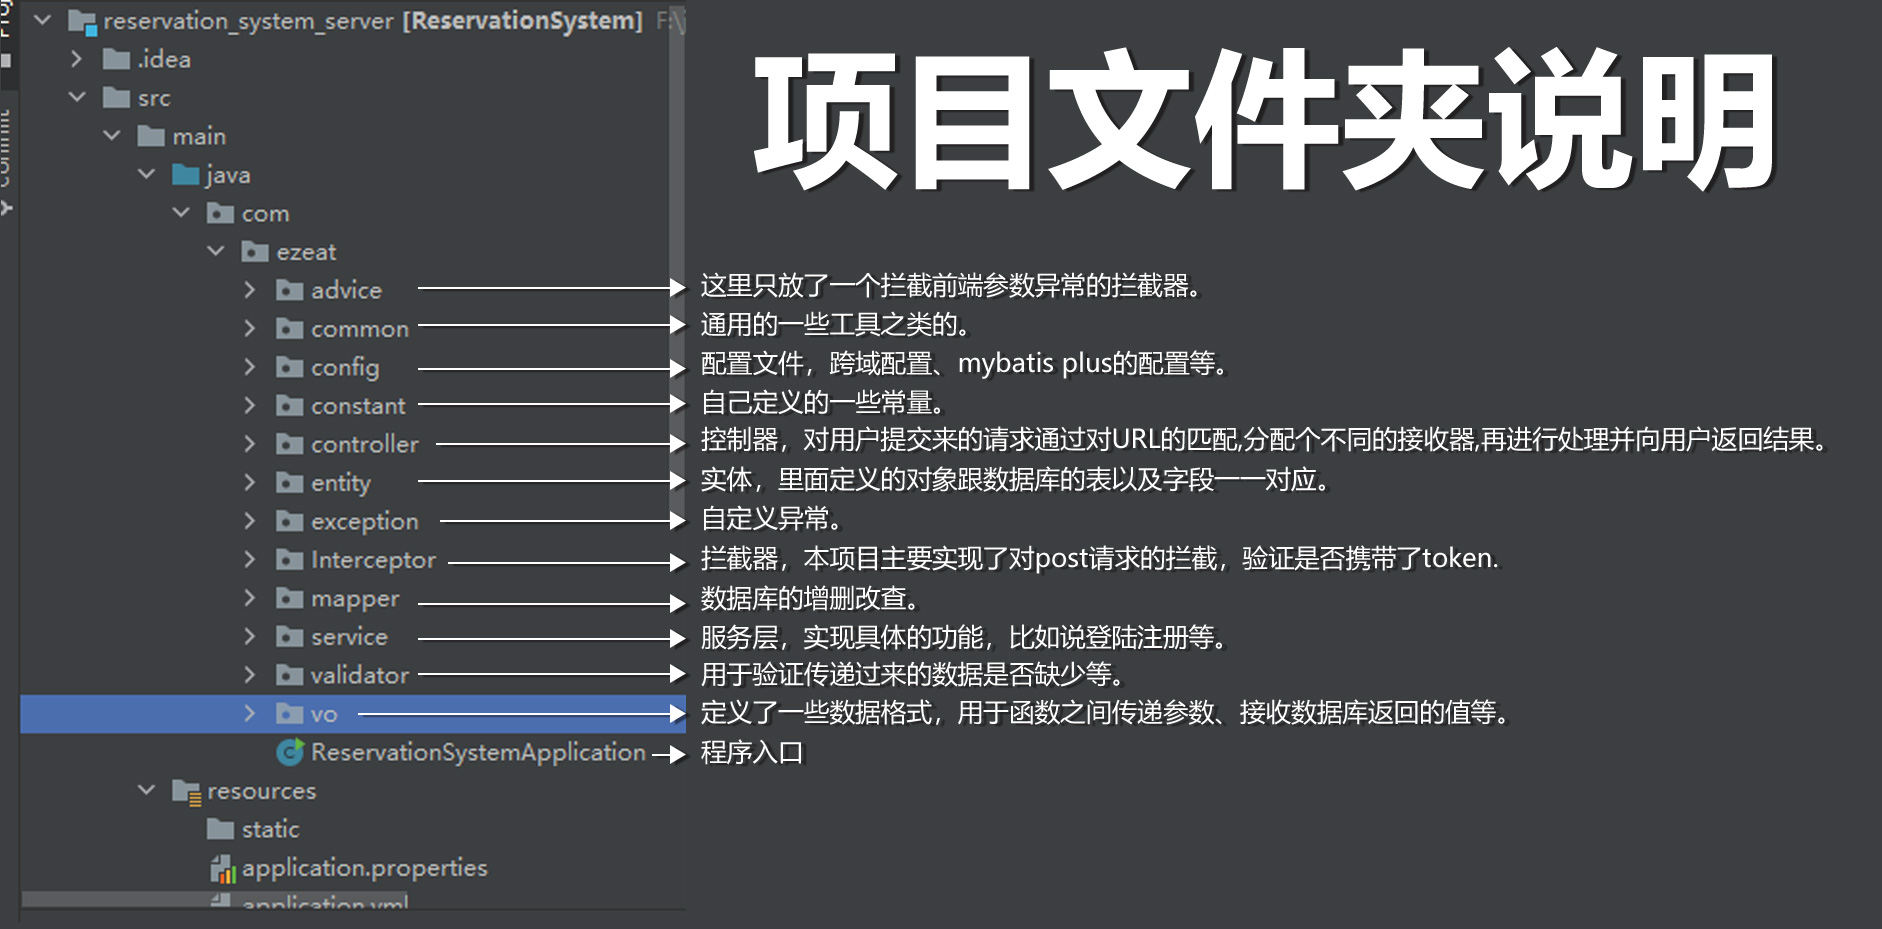 reservation_system_server [ReservationSystem]
.idea
src
main
java
com
ezeat
项目文件夹说明
advice 这里只放了一个拦截前端参数异常的拦截器。
common 通用的一些工具之类的。
config 配置文件，跨域配置、mybatis plus的配置等。
constant 自己定义的一些常量。
controller 控制器，对用户提交来的请求通过对URL的匹配,分配个不同的接收器,再进行处理并向用户返回结果。
entity 实体，里面定义的对象跟数据库的表以及字段一一对应。
exception 自定义异常。
Interceptor 拦截器，本项目主要实现了对post请求的拦截，验证是否携带了token.
mapper 数据库的增删改查。
service 服务层，实现具体的功能，比如说登陆注册等。
validator 用于验证传递过来的数据是否缺少等。
vo 定义了一些数据格式，用于函数之间传递参数、接收数据库返回的值等。
ReservationSystemApplication 程序入口
resources
static
application.properties
application.yml